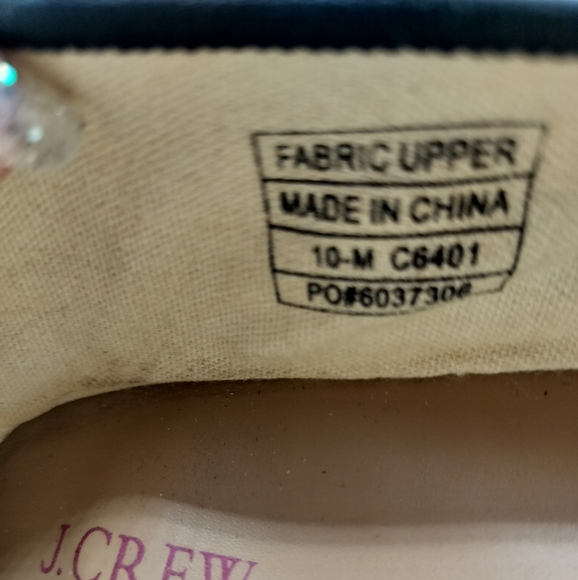 FABRIC UPPER
MADE IN CHINA
10-M C6401
PO#6037306
J.CREW